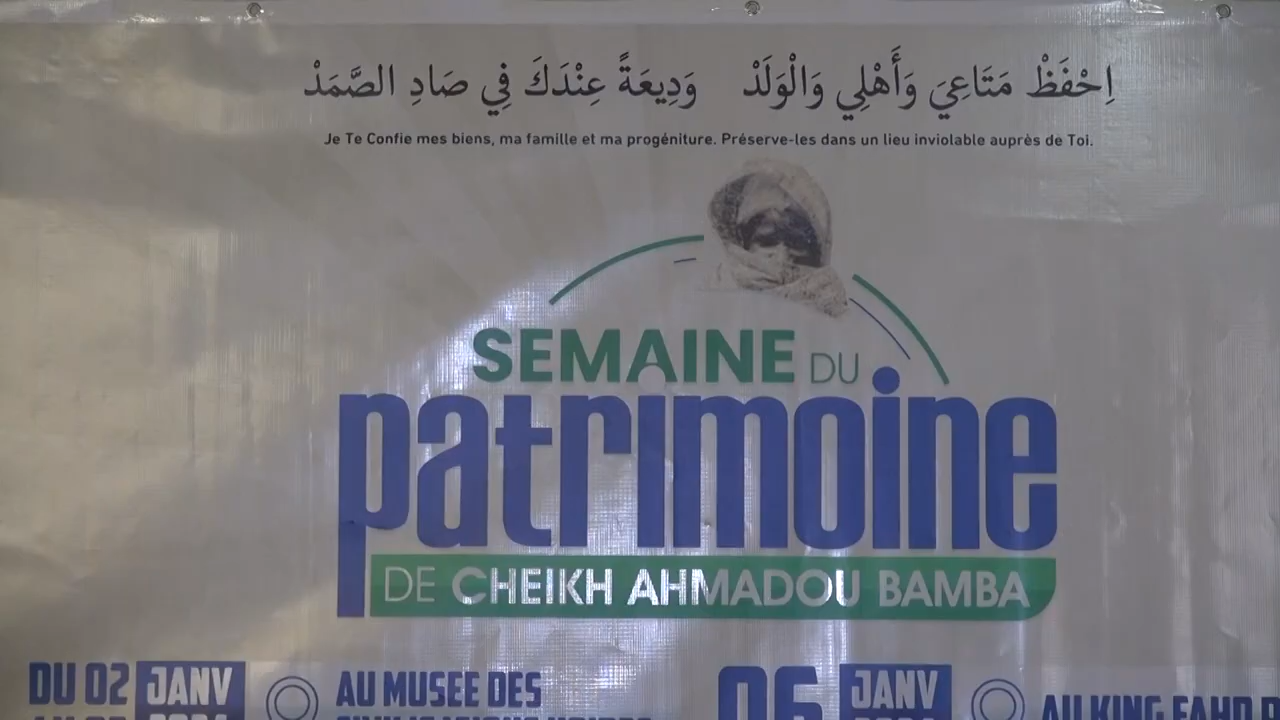 اِحْفَظْ مَتَاعِيَ وَأَهْلِي وَالْوَلَدْ وَدِيعَةً عِنْدَكَ فِي صَادِ الصَّمَدْ
Je Te Confie mes biens, ma famille et ma progéniture. Préserve-les dans un lieu inviolable auprès de Toi.
SEMAINE DU
patrimoine
DE CHEIKH AHMADOU BAMBA
DU 02 JANV
AU MUSEE DES
06 JANV
AU KING FAHD